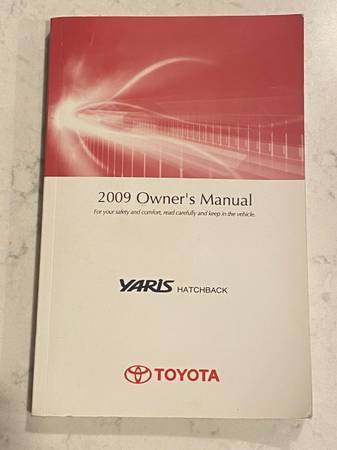 2009 Owner's Manual
For your safety and comfort, read carefully and keep in the vehicle.
YARIS HATCHBACK
TOYOTA